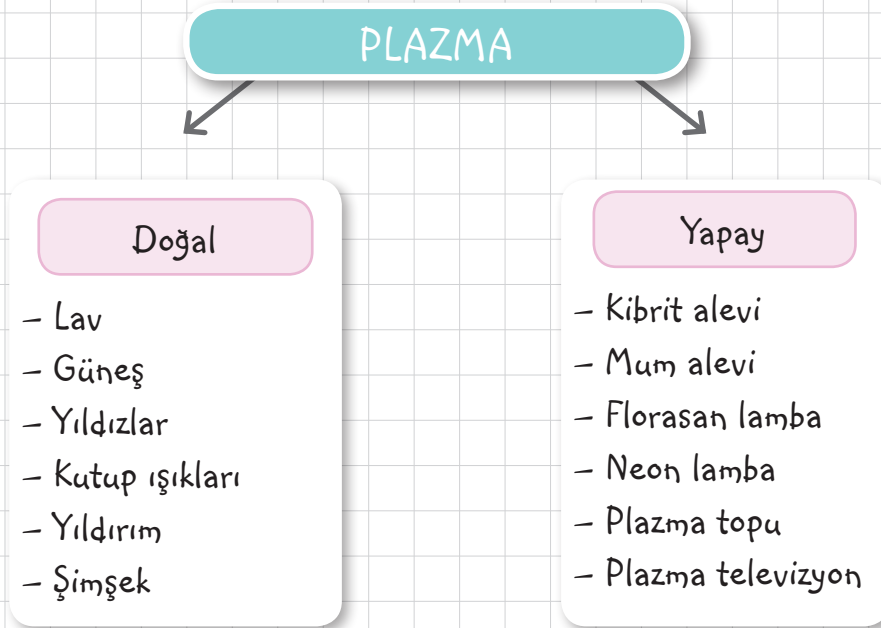 PLAZMA
Doğal
– Lav
– Güneş
– Yıldızlar
– Kutup ışıkları
– Yıldırım
– Şimşek
Yapay
– Kibrit alevi
– Mum alevi
– Florasan lamba
– Neon lamba
– Plazma topu
– Plazma televizyon